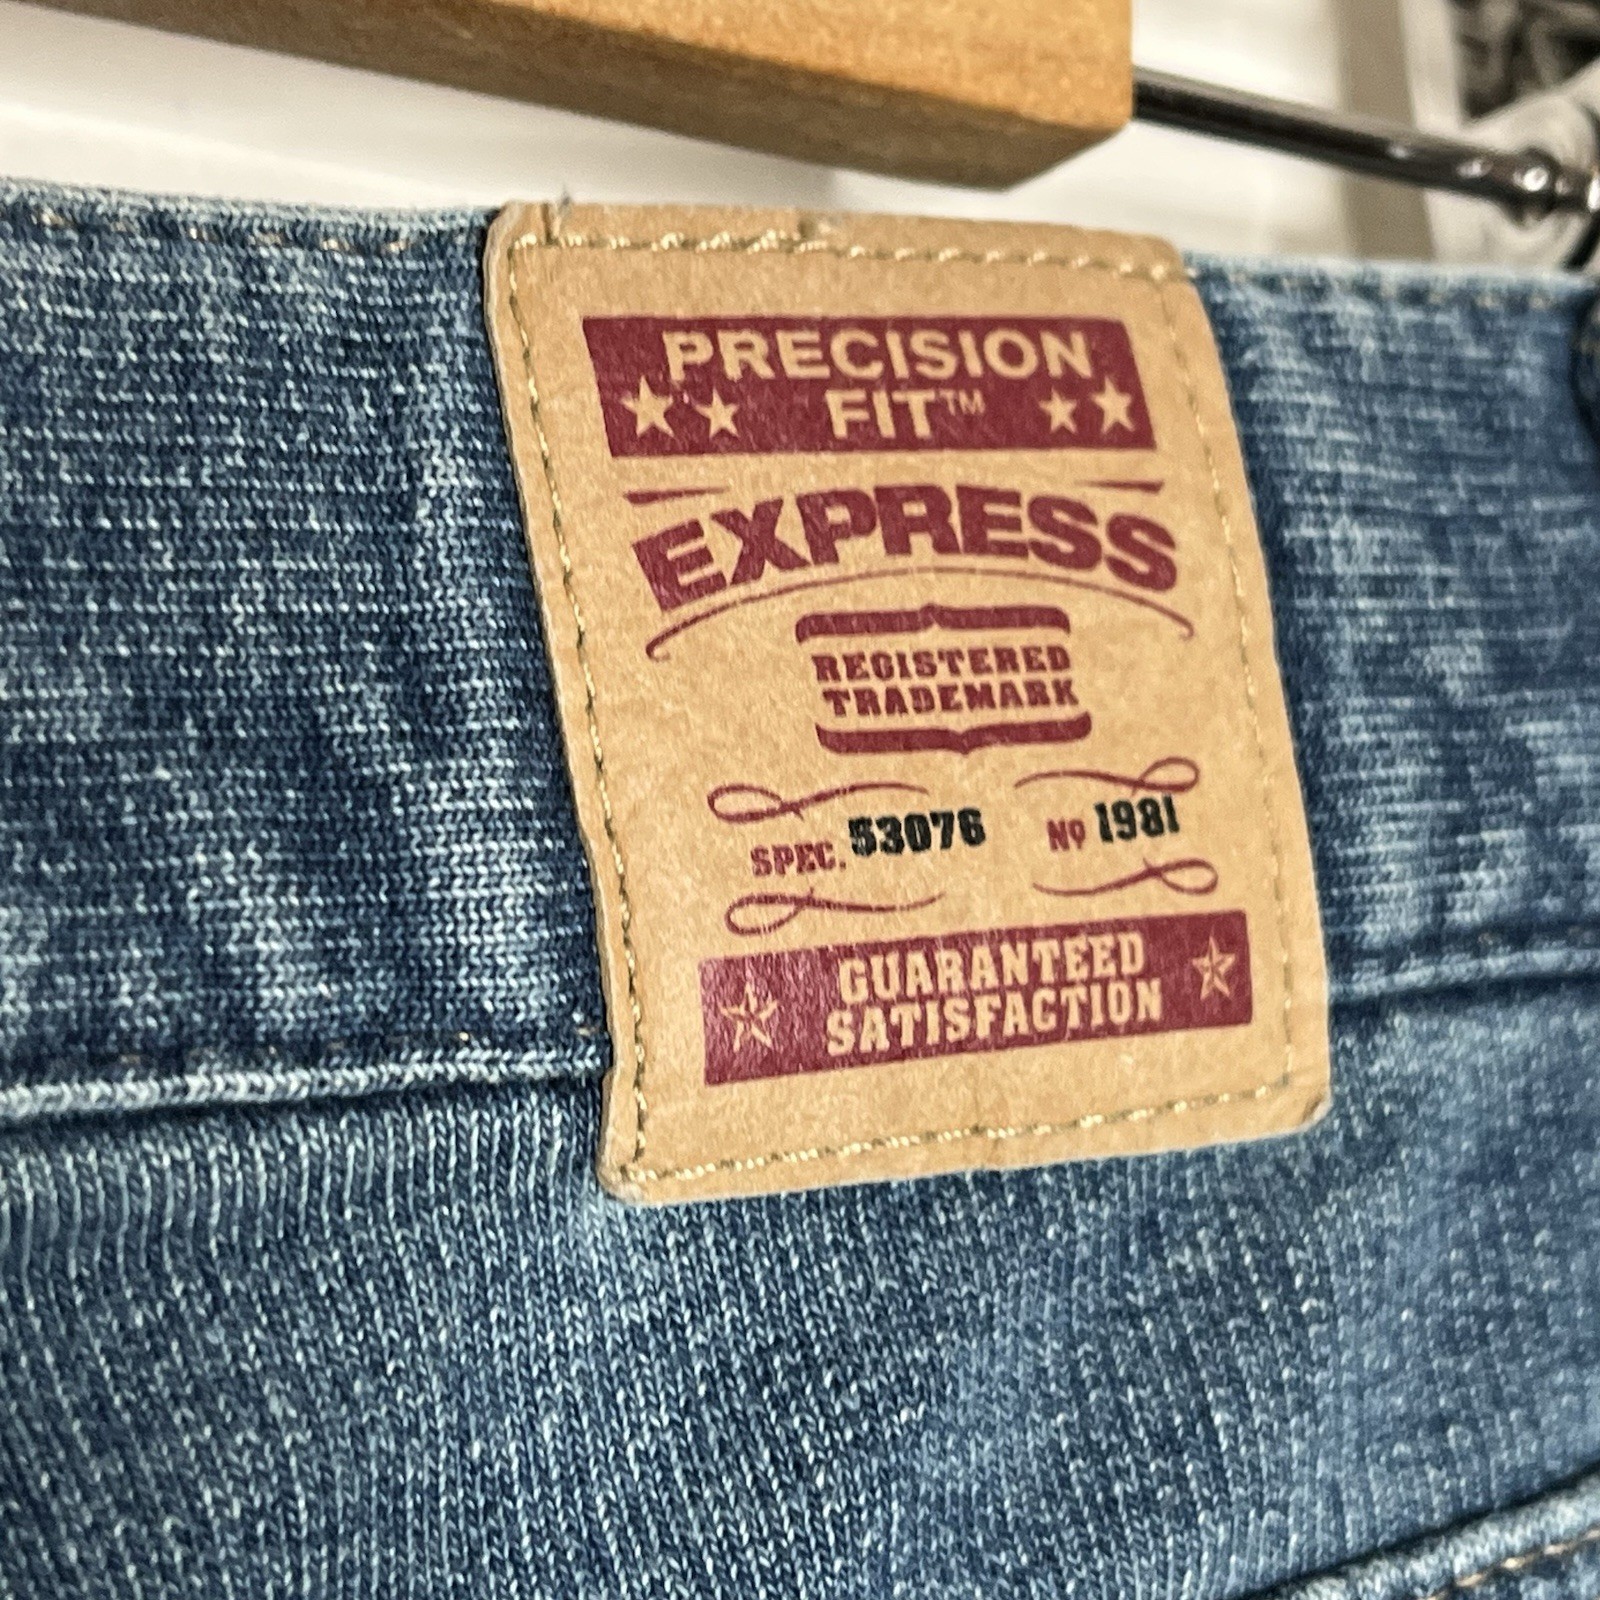 PRECISION
FIT™
EXPRESS
REGISTERED
TRADEMARK
SPEC. 53076 Nº 1981
GUARANTEED
SATISFACTION